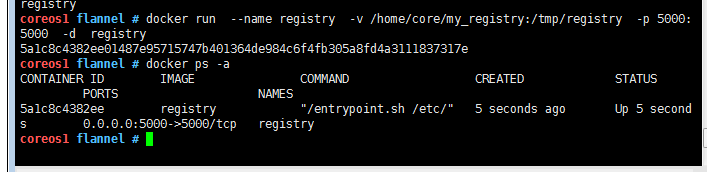 registry
coreos1 flannel # docker run  --name registry  -v /home/core/my_registry:/tmp/registry  -p 5000:
5000  -d  registry
5a1c8c4382ee01487e95715747b401364de984c6f4fb305a8fd4a3111837317e
coreos1 flannel # docker ps -a
CONTAINER ID        IMAGE               COMMAND                  CREATED             STATUS
         PORTS                    NAMES
5a1c8c4382ee        registry            "/entrypoint.sh /etc/"   5 seconds ago       Up 5 second
s        0.0.0.0:5000->5000/tcp   registry
coreos1 flannel #